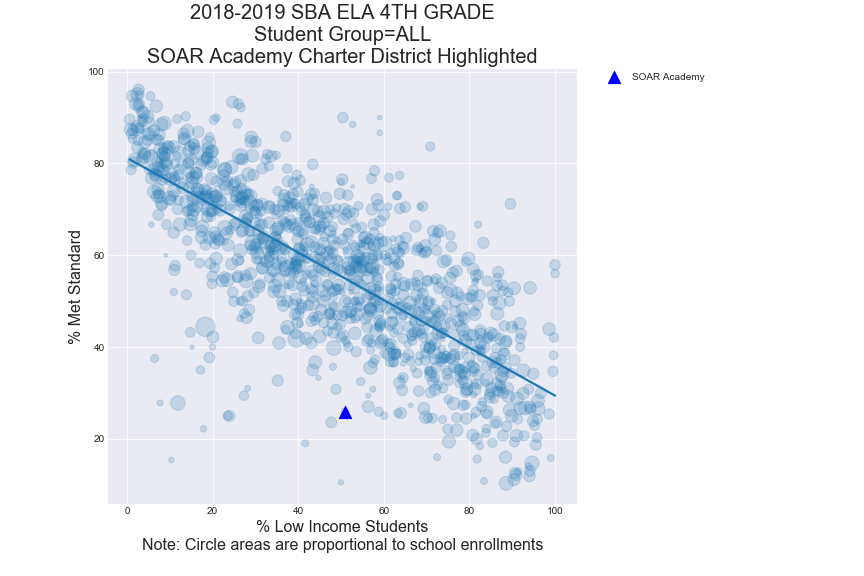 2018-2019 SBA ELA 4TH GRADE
Student Group=ALL
SOAR Academy Charter District Highlighted
SOAR Academy
% Met Standard
100
80
60
40
20
0 20 40 60 80 100
% Low Income Students
Note: Circle areas are proportional to school enrollments